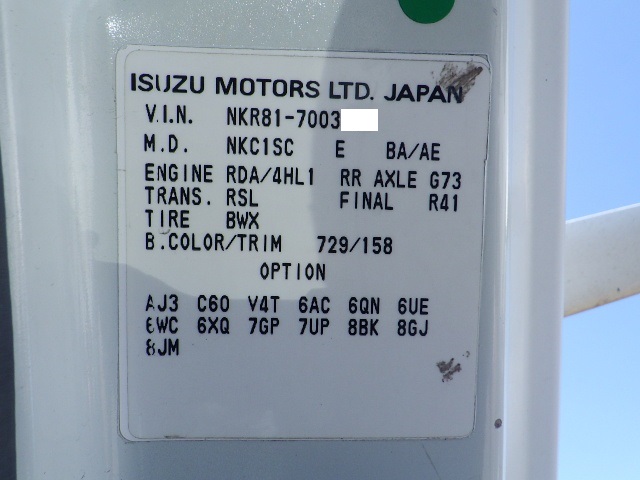 ISUZU MOTORS LTD. JAPAN
V.I.N. NKR81-7003
M.D. NKC1SC E BA/AE
ENGINE RDA/4HL1 RR AXLE G73
TRANS. RSL FINAL R41
TIRE BWX
B.COLOR/TRIM 729/158
OPTION
AJ3 C60 V4T 6AC 6QN 6UE
6WC 6XQ 7GP 7UP 8BK 8GJ
8JM